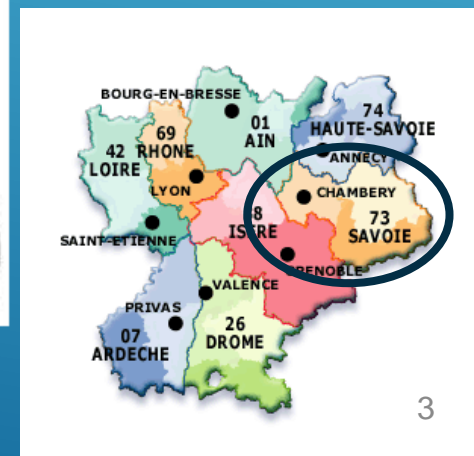 BOURG-EN-BRESSE
01
AIN
74
HAUTE-SAVOIE
ANNECY
69
RHONE
42
LOIRE
LYON
CHAMBERY
73
SAVOIE
8
ISERE
SAINT-ETIENNE
GRENOBLE
VALENCE
PRIVAS
26
DROME
07
ARDECHE
3